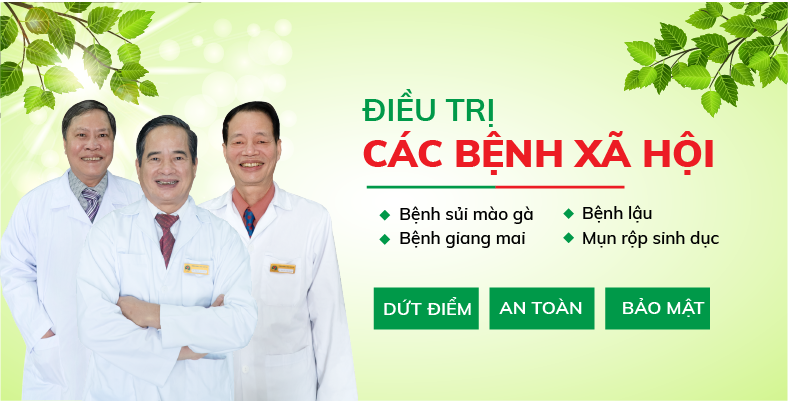 ĐIỀU TRỊ
CÁC BỆNH XÃ HỘI
Bệnh sủi mào gà
Bệnh lậu
Bệnh giang mai
Mụn rộp sinh dục
DỨT ĐIỂM
AN TOÀN
BẢO MẬT